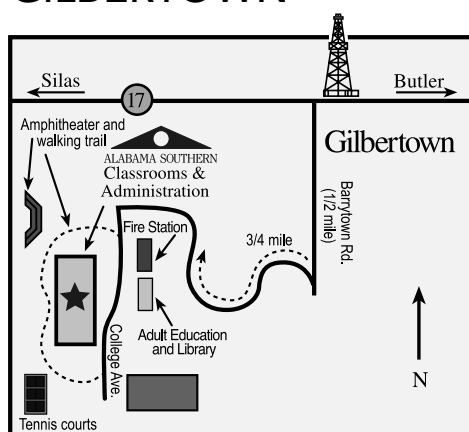 GILBERTOWN
Silas
Butler
17
Amphitheater and
walking trail
ALABAMA SOUTHERN
Classrooms &
Administration
Gilbertown
Barrytown Rd.
(1/2 mile)
Fire Station
3/4 mile
Adult Education
and Library
College Ave.
N
Tennis courts